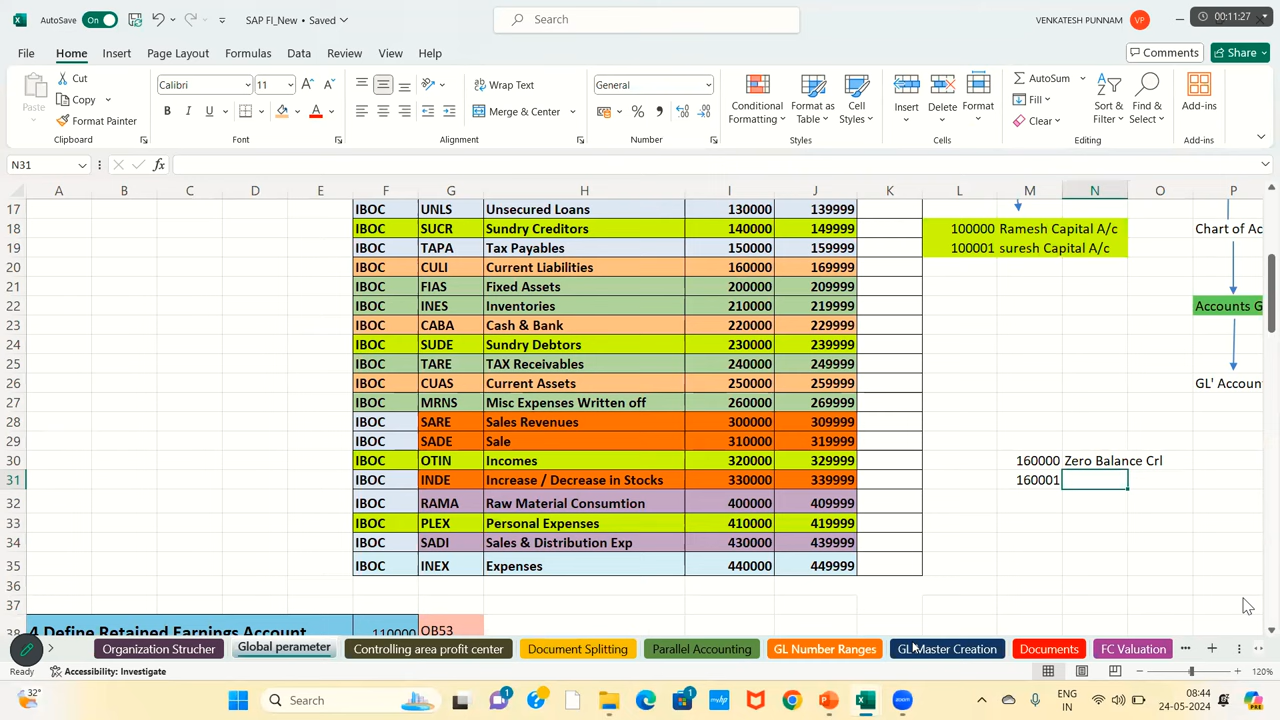 AutoSave On SAP FI_New • Saved Search VENKATESH PUNNAM VP 00:11:27
File Home Insert Page Layout Formulas Data Review View Help Comments Share
Paste Cut Copy Format Painter Calibri 11 B I U A Wrap Text Merge & Center General % Conditional Formatting Format as Table Cell Styles Insert Delete Format AutoSum Fill Clear Sort & Filter Find & Select Add-ins
Clipboard Font Alignment Number Styles Cells Editing Add-ins
N31 fx
A B C D E F G H I J K L M N O P
17 IBOC UNLS Unsecured Loans 130000 139999
18 IBOC SUCR Sundry Creditors 140000 149999 100000 Ramesh Capital A/c Chart of Ac
19 IBOC TAPA Tax Payables 150000 159999 100001 suresh Capital A/c
20 IBOC CULI Current Liabilities 160000 169999
21 IBOC FIAS Fixed Assets 200000 209999
22 IBOC INES Inventories 210000 219999 Accounts G
23 IBOC CABA Cash & Bank 220000 229999
24 IBOC SUDE Sundry Debtors 230000 239999
25 IBOC TARE TAX Receivables 240000 249999
26 IBOC CUAS Current Assets 250000 259999 GL' Accoun
27 IBOC MRNS Misc Expenses Written off 260000 269999
28 IBOC SARE Sales Revenues 300000 309999
29 IBOC SADE Sale 310000 319999
30 IBOC OTIN Incomes 320000 329999 160000 Zero Balance Crl
31 IBOC INDE Increase / Decrease in Stocks 330000 339999 160001
32 IBOC RAMA Raw Material Consumtion 400000 409999
33 IBOC PLEX Personal Expenses 410000 419999
34 IBOC SADI Sales & Distribution Exp 430000 439999
35 IBOC INEX Expenses 440000 449999
36
37
38 4 Define Retained Earnings Account 110000 OB53
Organization Strucher Global perameter Controlling area profit center Document Splitting Parallel Accounting GL Number Ranges GL Master Creation Documents FC Valuation
Ready Accessibility: Investigate 120%
32° Search ENG IN 08:44 24-05-2024